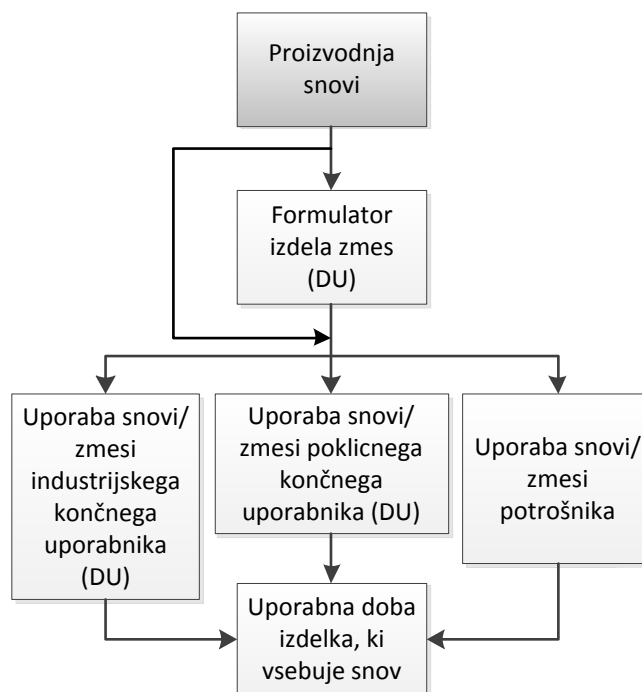 Proizvodnja
snovi
Formulator
izdela zmes
(DU)
Uporaba snovi/
zmesi
industrijskega
končnega
uporabnika
(DU)
Uporaba snovi/
zmesi poklicnega
končnega
uporabnika (DU)
Uporaba snovi/
zmesi
potrošnika
Uporabna doba
izdelka, ki
vsebuje snov